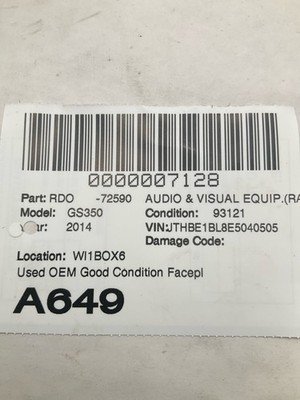 0000007128
Part: RDO -72590 AUDIO & VISUAL EQUIP.(RA
Model: GS350 Condition: 93121
ar: 2014 VIN:JTHBE1BL8E5040505
Damage Code:
Location: WI1BOX6
Used OEM Good Condition Facepl
A649